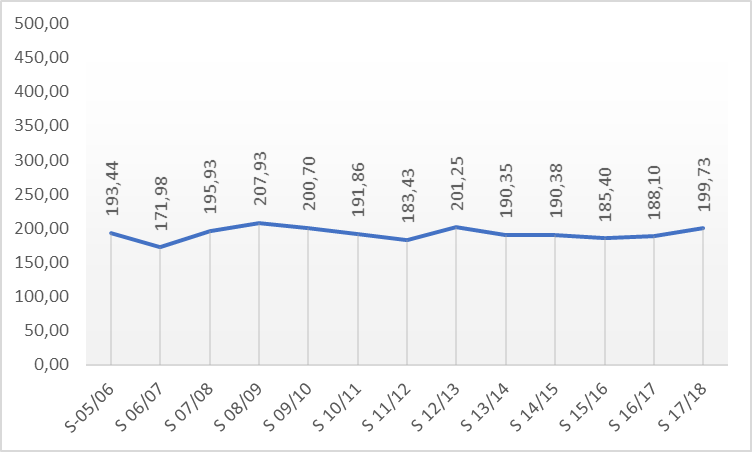 500,00
450,00
400,00
350,00
300,00
250,00
200,00
150,00
100,00
50,00
0,00
193,44
171,98
195,93
207,93
200,70
191,86
183,43
201,25
190,35
190,38
185,40
188,10
199,73
S-05/06
S 06/07
S 07/08
S 08/09
S 09/10
S 10/11
S 11/12
S 12/13
S 13/14
S 14/15
S 15/16
S 16/17
S 17/18